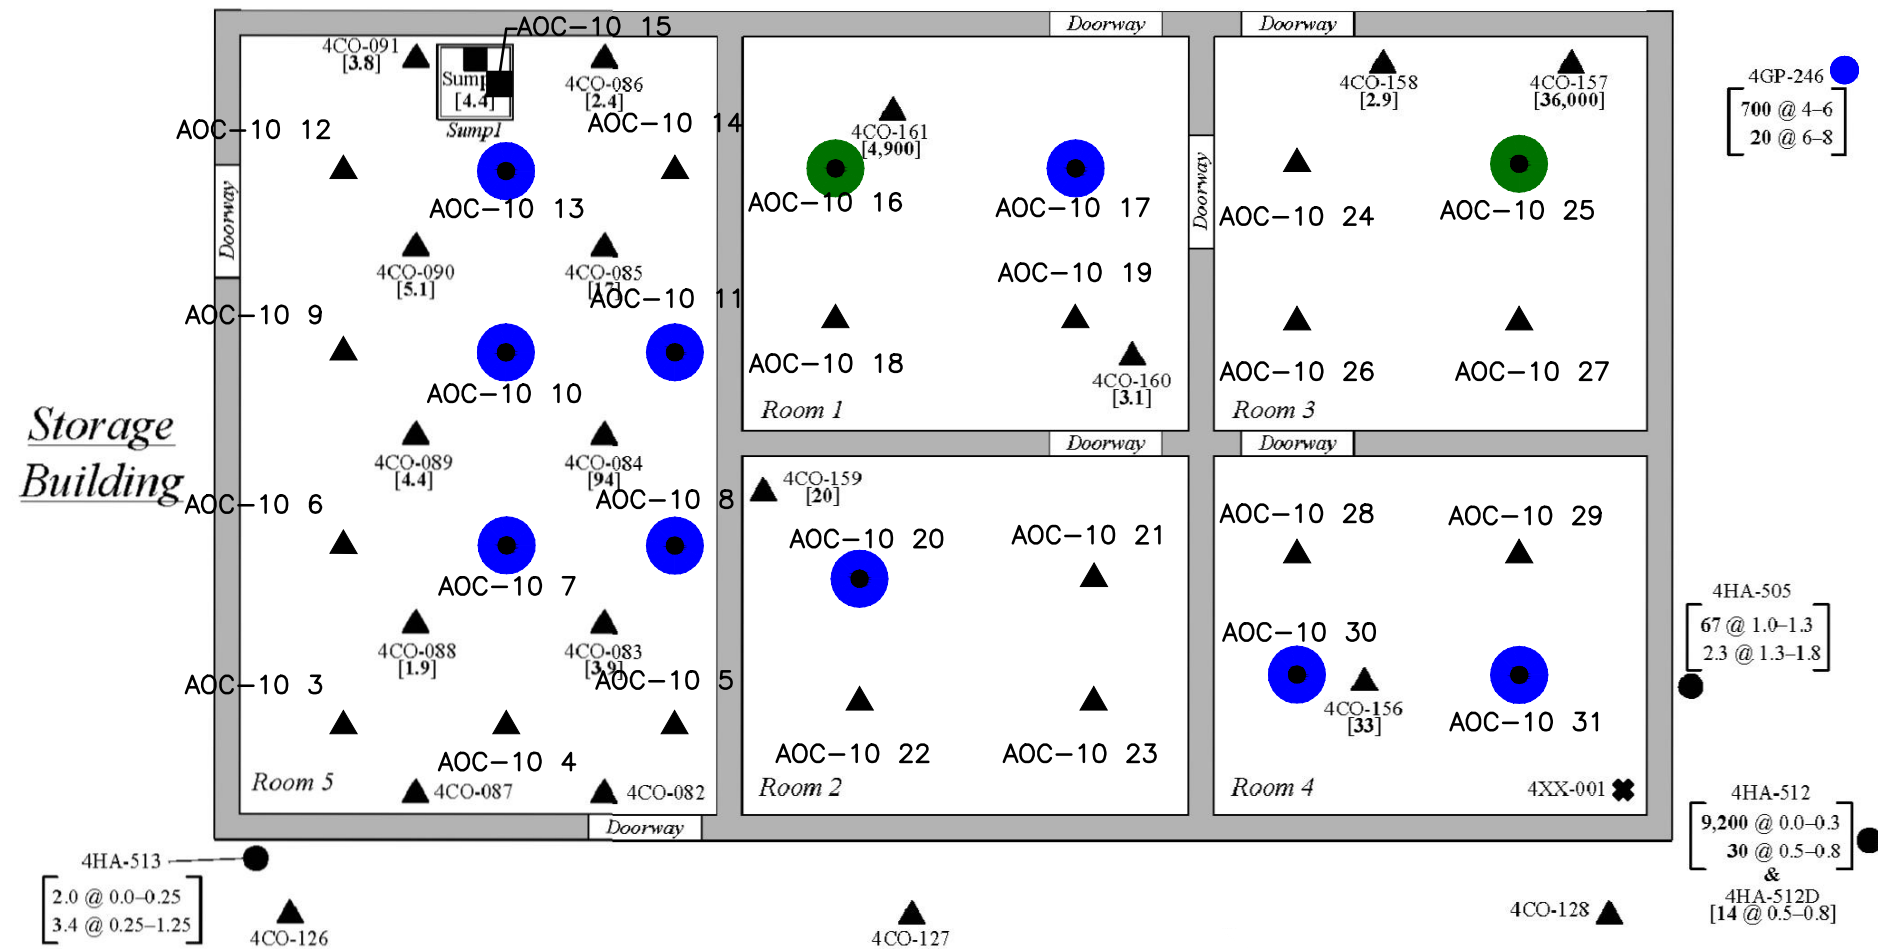 AOC-10 15
4CO-091
[3.8]
Sump
[4.4]
Sump1
4CO-086
[2.4]
AOC-10 12
AOC-10 14
AOC-10 13
Doorway
4CO-090
[5.1]
4CO-085
[17]
AOC-10 9
AOC-10 11
AOC-10 10
Storage
Building
4CO-089
[4.4]
4CO-084
[94]
AOC-10 6
AOC-10 8
AOC-10 7
4CO-088
[1.9]
4CO-083
[3.9]
AOC-10 3
AOC-10 5
AOC-10 4
Room 5
4CO-087
4CO-082
Doorway
Doorway
4CO-161
[4,900]
AOC-10 16
AOC-10 17
AOC-10 19
AOC-10 18
4CO-160
[3.1]
Room 1
Doorway
Doorway
Doorway
4CO-158
[2.9]
4CO-157
[36,000]
AOC-10 24
AOC-10 25
AOC-10 26
AOC-10 27
Room 3
Doorway
4CO-159
[20]
AOC-10 20
AOC-10 21
AOC-10 22
AOC-10 23
Room 2
AOC-10 28
AOC-10 29
AOC-10 30
4CO-156
[33]
AOC-10 31
Room 4
4XX-001
4GP-246
700 @ 4–6
20 @ 6–8
4HA-505
67 @ 1.0–1.3
2.3 @ 1.3–1.8
4HA-512
9,200 @ 0.0–0.3
30 @ 0.5–0.8
&
4HA-512D
[14 @ 0.5–0.8]
4HA-513
2.0 @ 0.0–0.25
3.4 @ 0.25–1.25
4CO-126
4CO-127
4CO-128